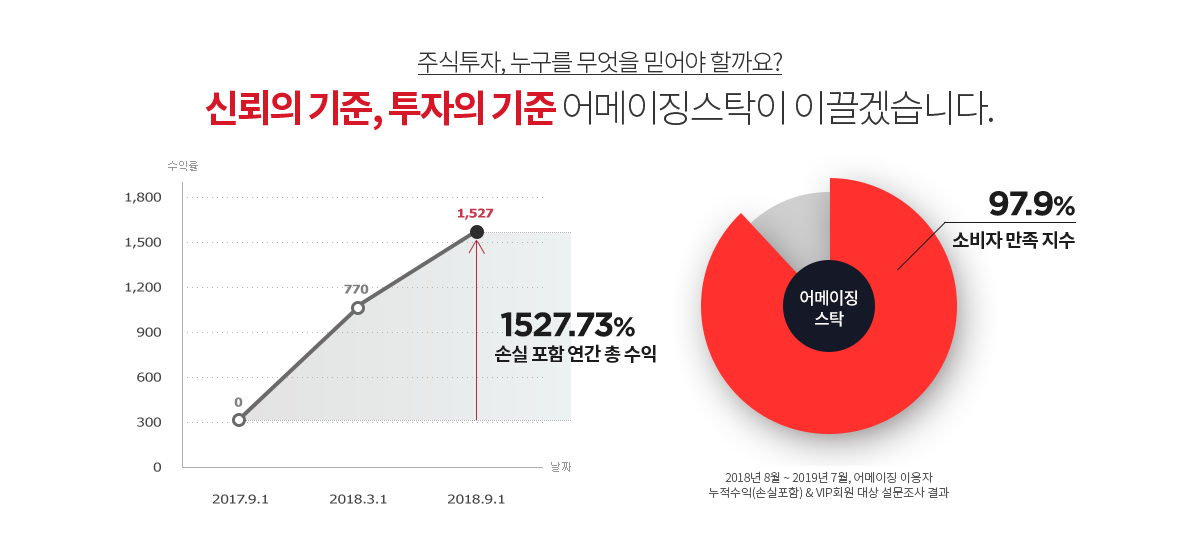 주식투자, 누구를 무엇을 믿어야 할까요?
신뢰의 기준, 투자의 기준 어메이징스탁이 이끌겠습니다.
수익률
1,800
1,500
1,200
900
600
300
0
0
770
1,527
1527.73%
손실 포함 연간 총 수익
날짜
2017.9.1
2018.3.1
2018.9.1
97.9%
소비자 만족 지수
어메이징
스탁
2018년 8월 ~ 2019년 7월, 어메이징 이용자
누적수익(손실포함) & VIP회원 대상 설문조사 결과